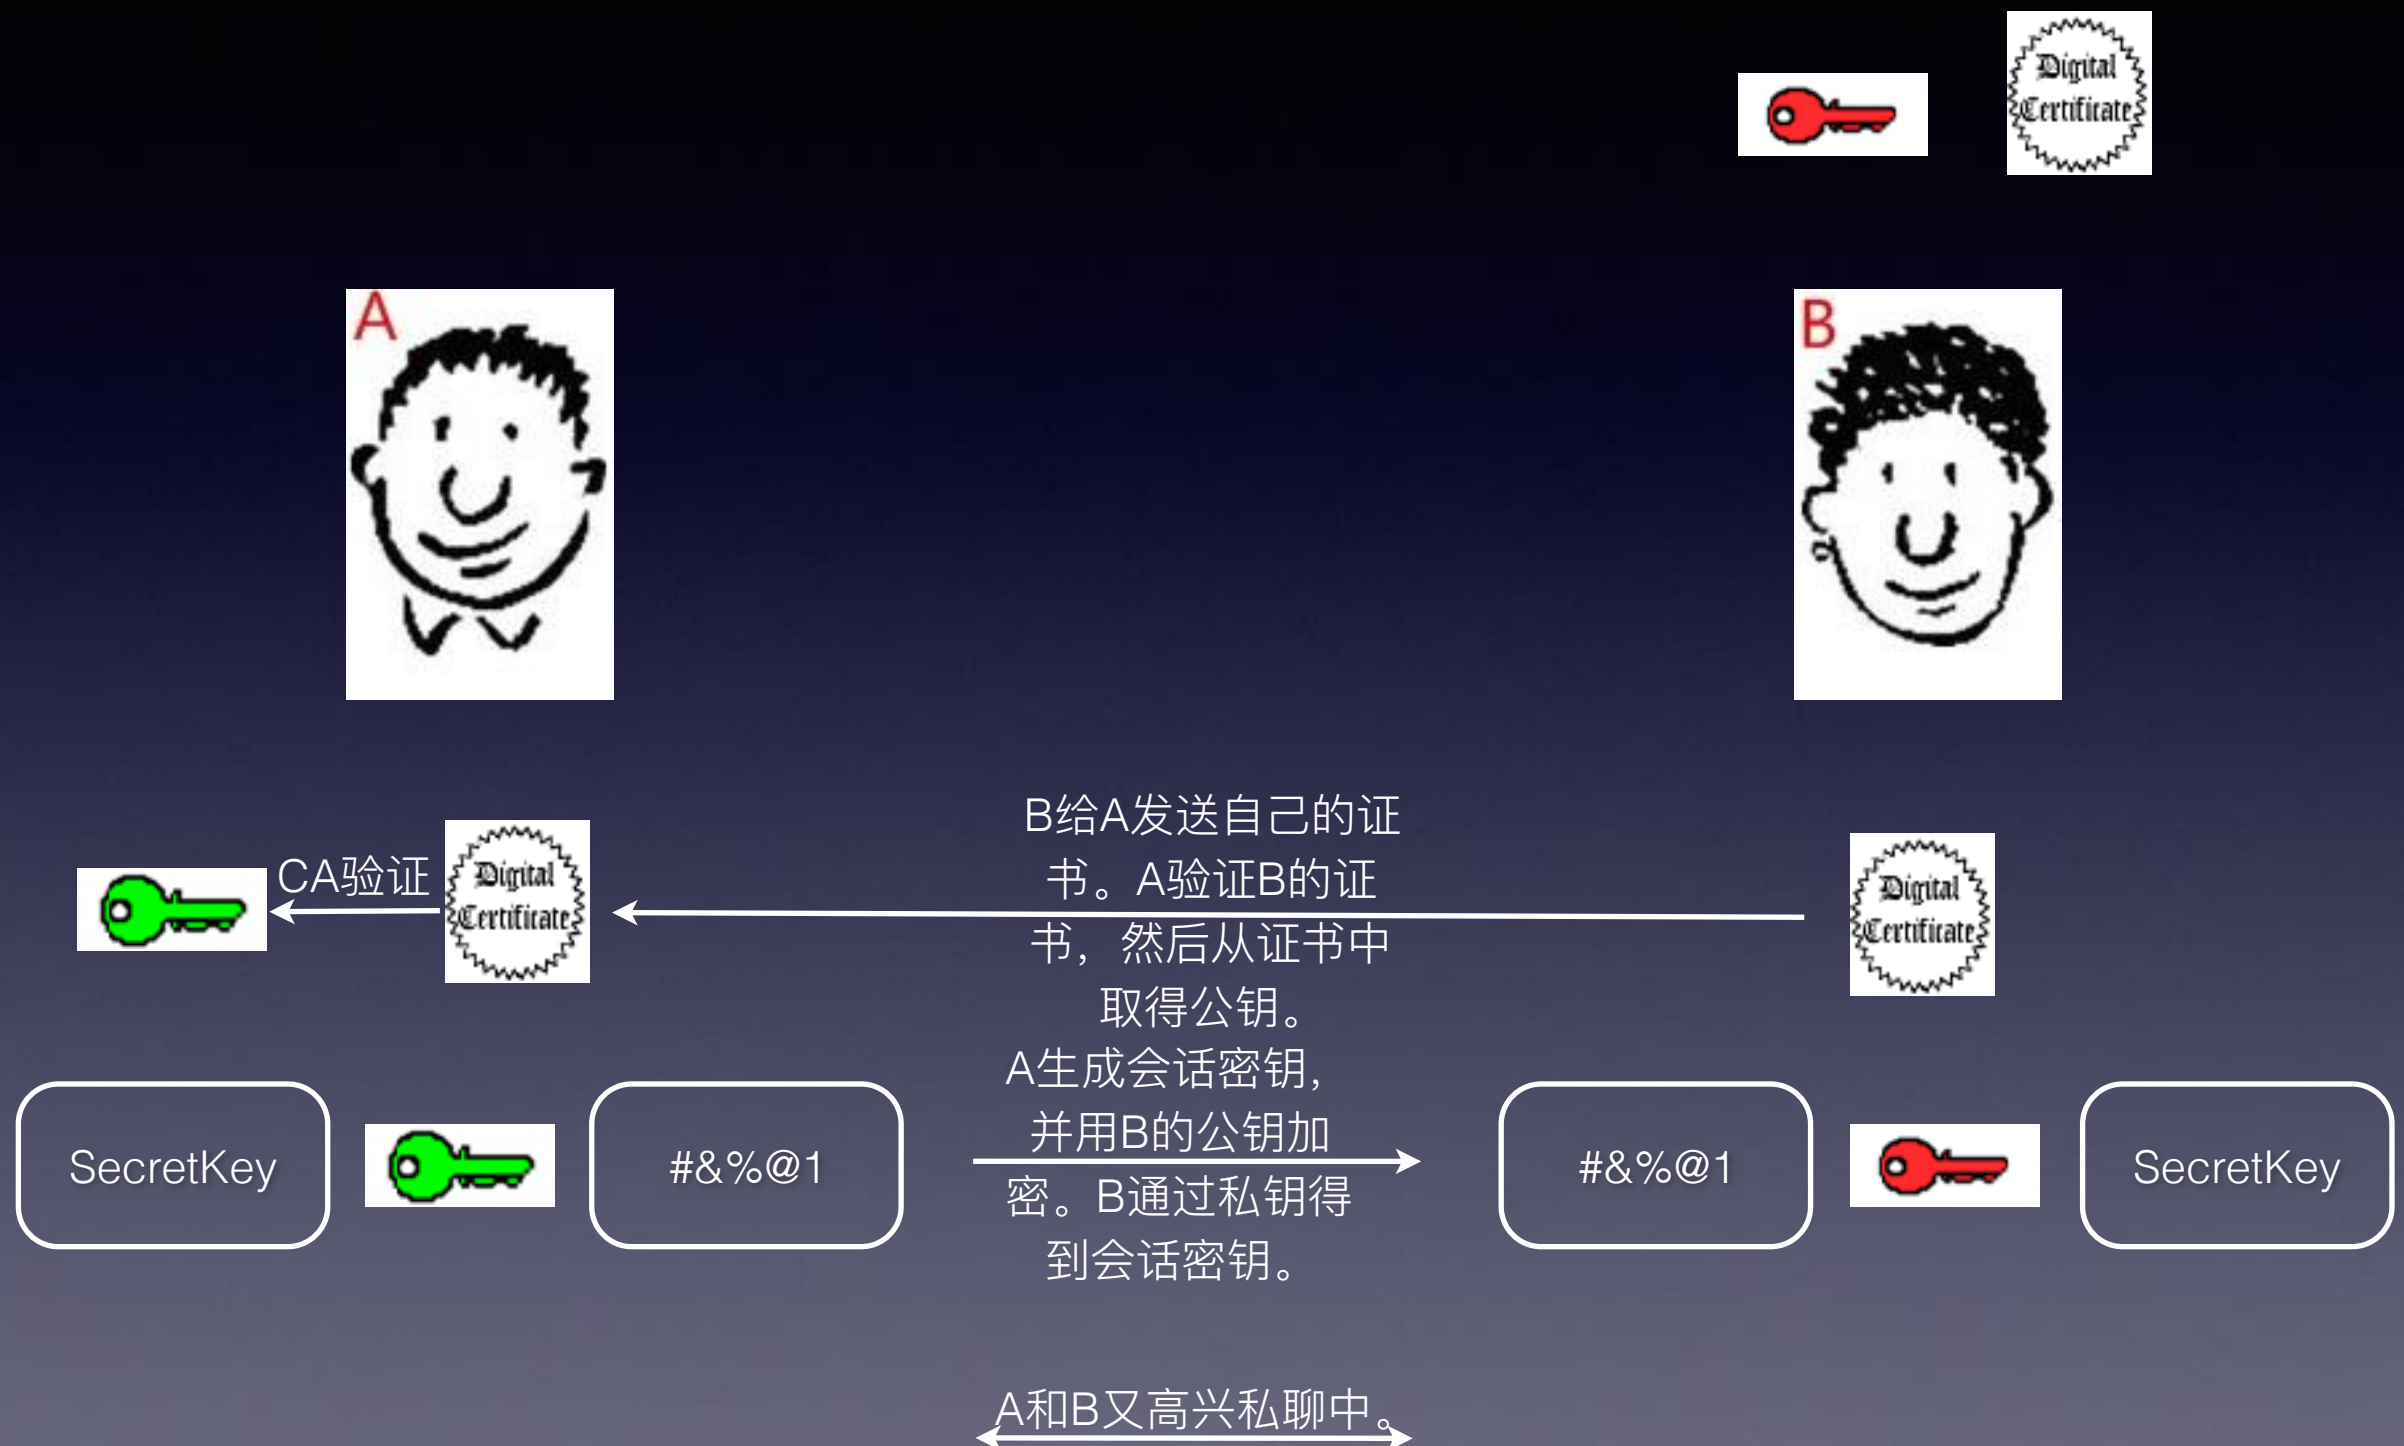 Digital
Certificate
A
B
B给A发送自己的证
书。A验证B的证
书，然后从证书中
取得公钥。
CA验证
Digital
Certificate
Digital
Certificate
A生成会话密钥，
并用B的公钥加
密。B通过私钥得
到会话密钥。
SecretKey
#&%@1
#&%@1
SecretKey
A和B又高兴私聊中。